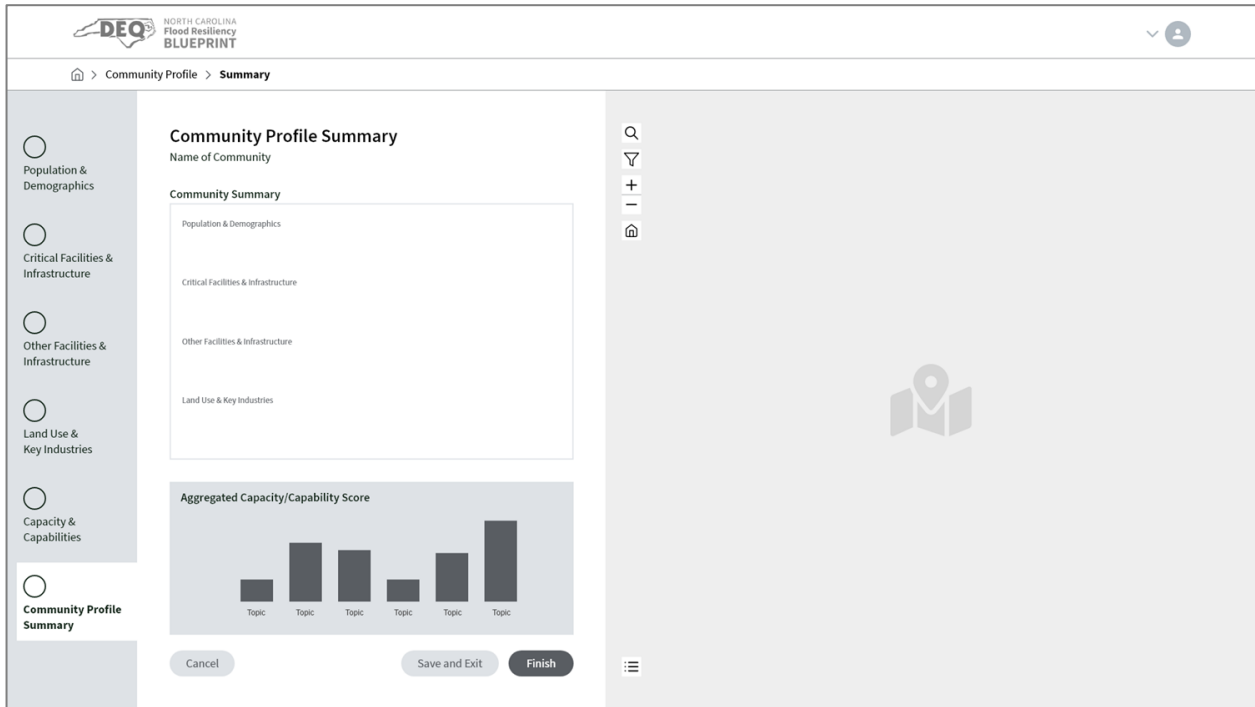 DEQ
NORTH CAROLINA
Flood Resiliency
BLUEPRINT
Community Profile > Summary
Population &
Demographics
Critical Facilities &
Infrastructure
Other Facilities &
Infrastructure
Land Use &
Key Industries
Capacity &
Capabilities
Community Profile
Summary
Community Profile Summary
Name of Community
Community Summary
Population & Demographics
Critical Facilities & Infrastructure
Other Facilities & Infrastructure
Land Use & Key Industries
Aggregated Capacity/Capability Score
Topic Topic Topic Topic Topic Topic
Cancel Save and Exit Finish